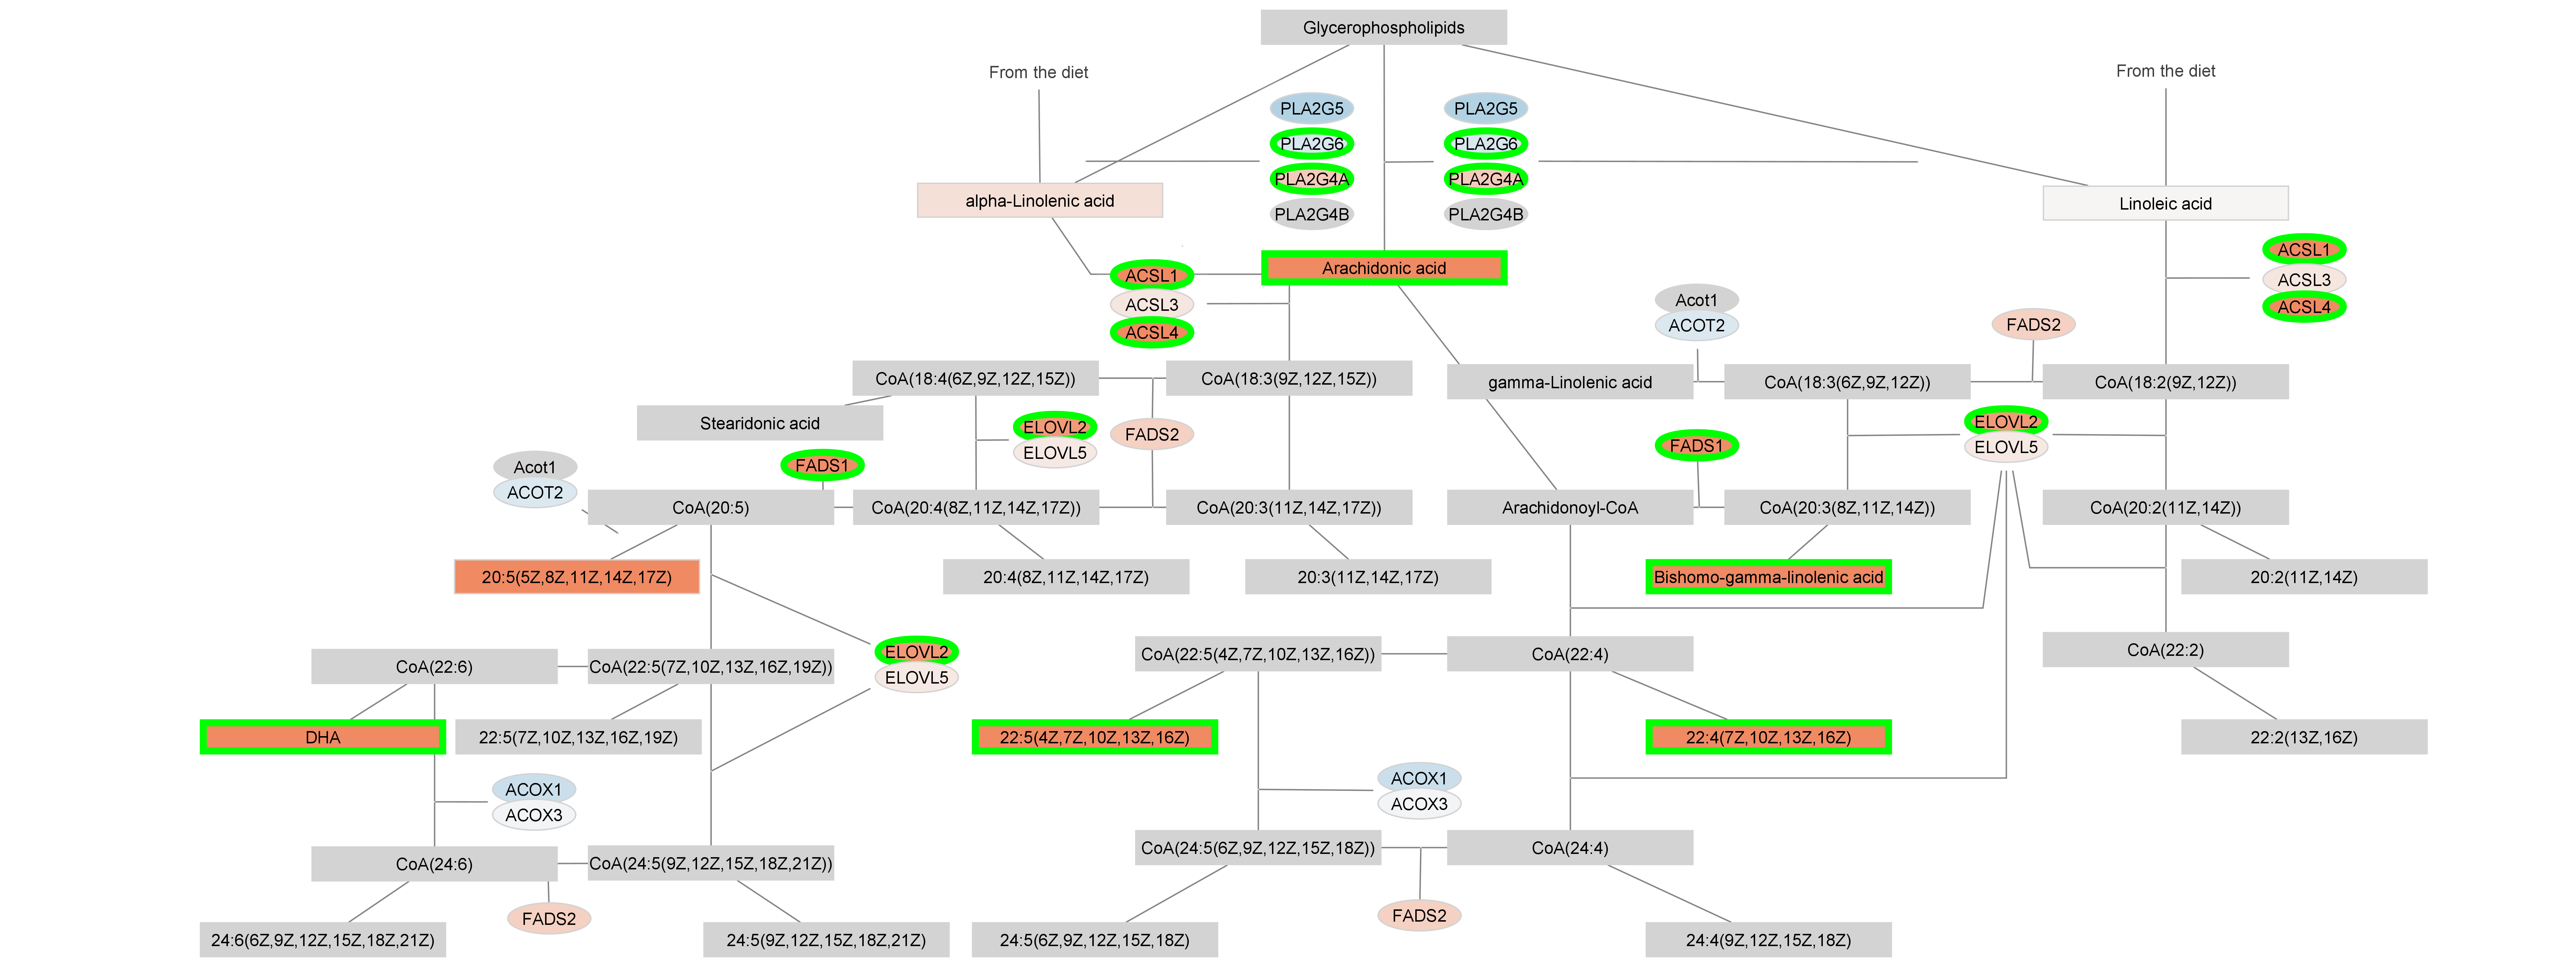 Glycerophospholipids
From the diet
From the diet
PLA2G5
PLA2G5
PLA2G6
PLA2G6
PLA2G4A
PLA2G4A
PLA2G4B
PLA2G4B
alpha-Linolenic acid
Linoleic acid
Arachidonic acid
ACSL1
ACSL3
ACSL4
ACSL1
ACSL3
ACSL4
Acot1
ACOT2
FADS2
CoA(18:4(6Z,9Z,12Z,15Z))
CoA(18:3(9Z,12Z,15Z))
gamma-Linolenic acid
CoA(18:3(6Z,9Z,12Z))
CoA(18:2(9Z,12Z))
Stearidonic acid
ELOVL2
ELOVL5
FADS2
FADS1
ELOVL2
ELOVL5
FADS1
Acot1
ACOT2
CoA(20:5)
CoA(20:4(8Z,11Z,14Z,17Z))
CoA(20:3(11Z,14Z,17Z))
Arachidonoyl-CoA
CoA(20:3(8Z,11Z,14Z))
CoA(20:2(11Z,14Z))
20:5(5Z,8Z,11Z,14Z,17Z)
20:4(8Z,11Z,14Z,17Z)
20:3(11Z,14Z,17Z)
Bishomo-gamma-linolenic acid
20:2(11Z,14Z)
CoA(22:6)
CoA(22:5(7Z,10Z,13Z,16Z,19Z))
ELOVL2
ELOVL5
CoA(22:5(4Z,7Z,10Z,13Z,16Z))
CoA(22:4)
CoA(22:2)
DHA
22:5(7Z,10Z,13Z,16Z,19Z)
22:5(4Z,7Z,10Z,13Z,16Z)
22:4(7Z,10Z,13Z,16Z)
22:2(13Z,16Z)
ACOX1
ACOX3
ACOX1
ACOX3
CoA(24:6)
CoA(24:5(9Z,12Z,15Z,18Z,21Z))
CoA(24:5(6Z,9Z,12Z,15Z,18Z))
CoA(24:4)
FADS2
FADS2
24:6(6Z,9Z,12Z,15Z,18Z,21Z)
24:5(9Z,12Z,15Z,18Z,21Z)
24:5(6Z,9Z,12Z,15Z,18Z)
24:4(9Z,12Z,15Z,18Z)